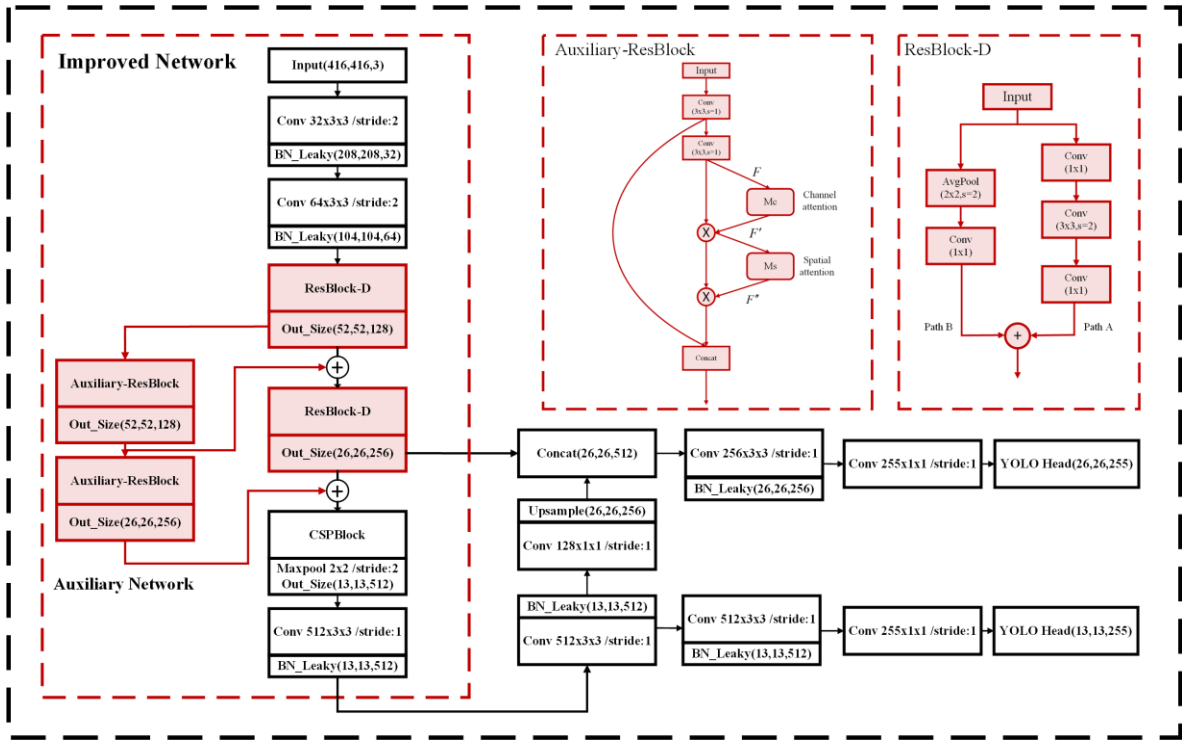 Improved Network
Input(416,416,3)
Conv 32x3x3 /stride:2
BN_Leaky(208,208,32)
Conv 64x3x3 /stride:2
BN_Leaky(104,104,64)
ResBlock-D
Out_Size(52,52,128)
+
Auxiliary-ResBlock
Out_Size(52,52,128)
ResBlock-D
Out_Size(26,26,256)
Auxiliary-ResBlock
Out_Size(26,26,256)
+
Auxiliary Network
CSPBlock
Maxpool 2x2 /stride:2
Out_Size(13,13,512)
Conv 512x3x3 /stride:1
BN_Leaky(13,13,512)
Auxiliary-ResBlock
Input
Conv
(3x3,s=1)
Conv
(3x3,s=1)
F
Mc
Channel
attention
X
F'
Ms
Spatial
attention
X
F"
Concat
ResBlock-D
Input
AvgPool
(2x2,s=2)
Conv
(1x1)
Conv
(1x1)
Conv
(3x3,s=2)
Conv
(1x1)
Path B
+
Path A
Concat(26,26,512)
Conv 256x3x3 /stride:1
BN_Leaky(26,26,256)
Conv 255x1x1 /stride:1
YOLO Head(26,26,255)
Upsample(26,26,256)
Conv 128x1x1 /stride:1
BN_Leaky(13,13,512)
Conv 512x3x3 /stride:1
Conv 512x3x3 /stride:1
BN_Leaky(13,13,512)
Conv 255x1x1 /stride:1
YOLO Head(13,13,255)